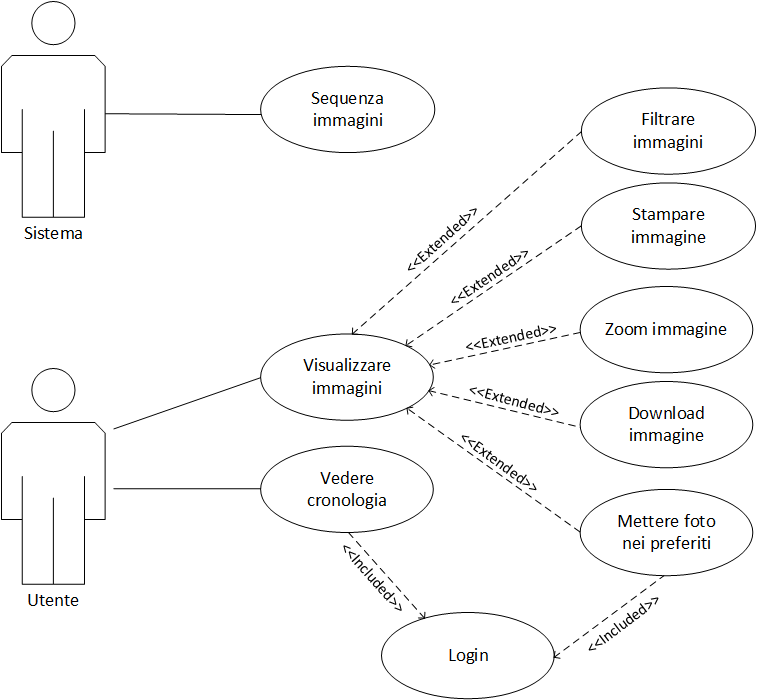 Sequenza
immagini
Sistema
Filtrare
immagini
<<Extended>>
Stampare
immagine
<<Extended>>
Zoom immagine
<<Extended>>
Visualizzare
immagini
Download
immagine
<<Extended>>
<<Extended>>
Vedere
cronologia
Mettere foto
nei preferiti
Utente
<<Included>>
<<Included>>
Login